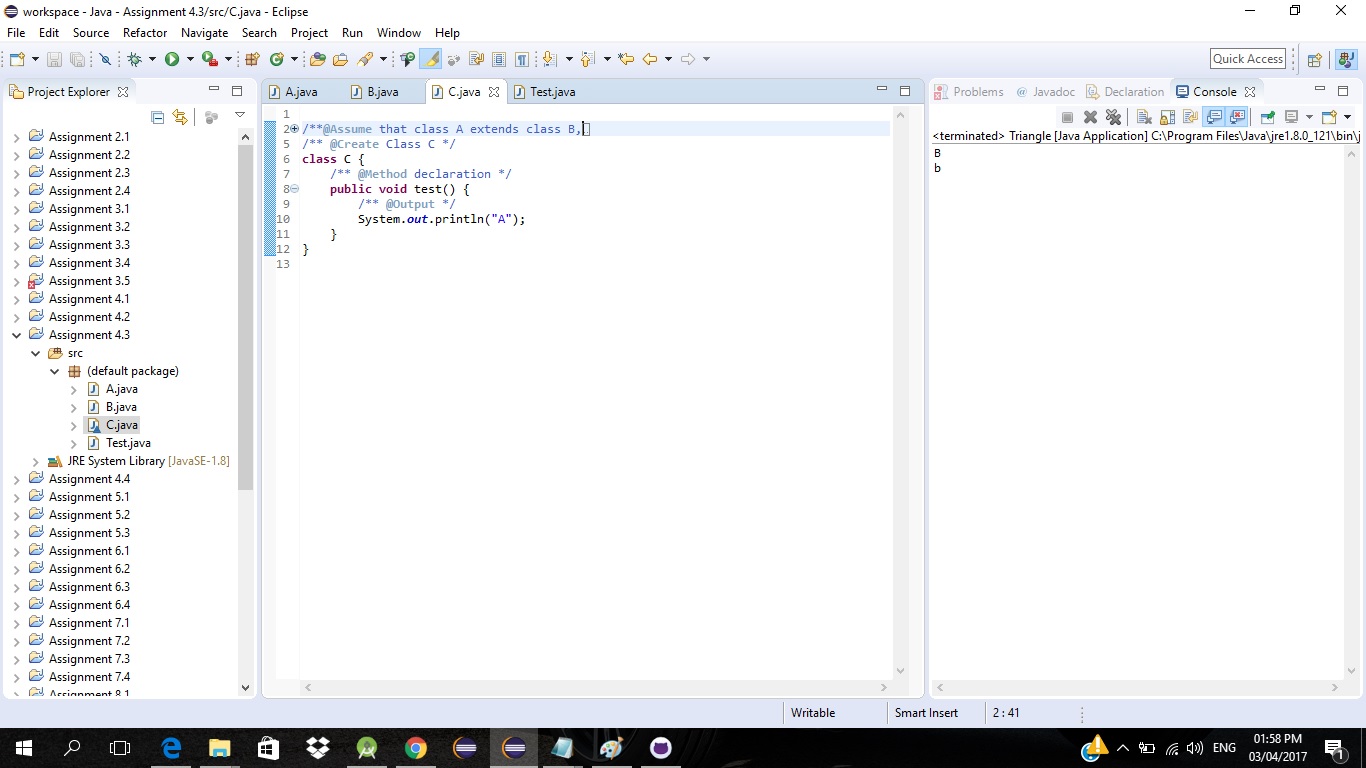 workspace - Java - Assignment 4.3/src/C.java - Eclipse
File Edit Source Refactor Navigate Search Project Run Window Help
Quick Access
Project Explorer
Assignment 2.1
Assignment 2.2
Assignment 2.3
Assignment 2.4
Assignment 3.1
Assignment 3.2
Assignment 3.3
Assignment 3.4
Assignment 3.5
Assignment 4.1
Assignment 4.2
Assignment 4.3
src
(default package)
A.java
B.java
C.java
Test.java
JRE System Library [JavaSE-1.8]
Assignment 4.4
Assignment 5.1
Assignment 5.2
Assignment 5.3
Assignment 6.1
Assignment 6.2
Assignment 6.3
Assignment 6.4
Assignment 7.1
Assignment 7.2
Assignment 7.3
Assignment 7.4
Assignment 8.1
A.java B.java C.java Test.java
1
2 /**@Assume that class A extends class B,
5 /** @Create Class C */
6 class C {
7 /** @Method declaration */
8 public void test() {
9 /** @Output */
10 System.out.println("A");
11 }
12 }
13
Problems Javadoc Declaration Console
<terminated> Triangle [Java Application] C:\Program Files\Java\jre1.8.0_121\bin\j
B
b
Writable Smart Insert 2 : 41
ENG 01:58 PM
03/04/2017
1